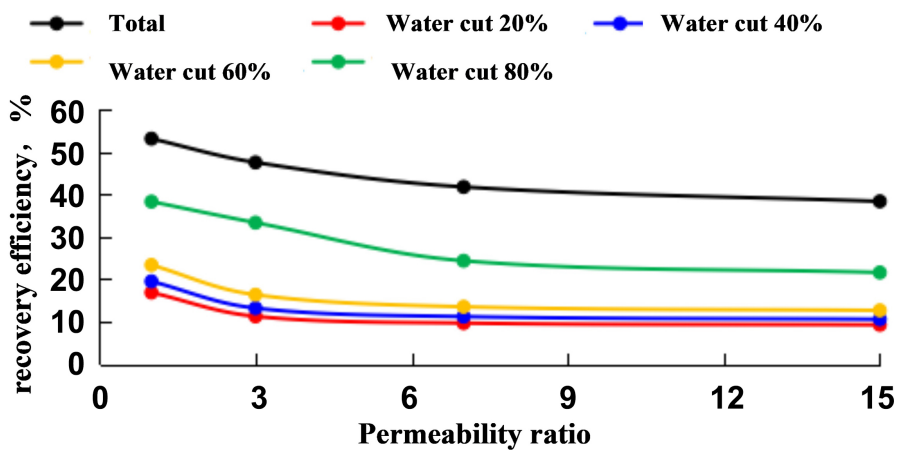 Total
Water cut 20%
Water cut 40%
Water cut 60%
Water cut 80%
recovery efficiency, %
60
50
40
30
20
10
0
0 3 6 9 12 15
Permeability ratio